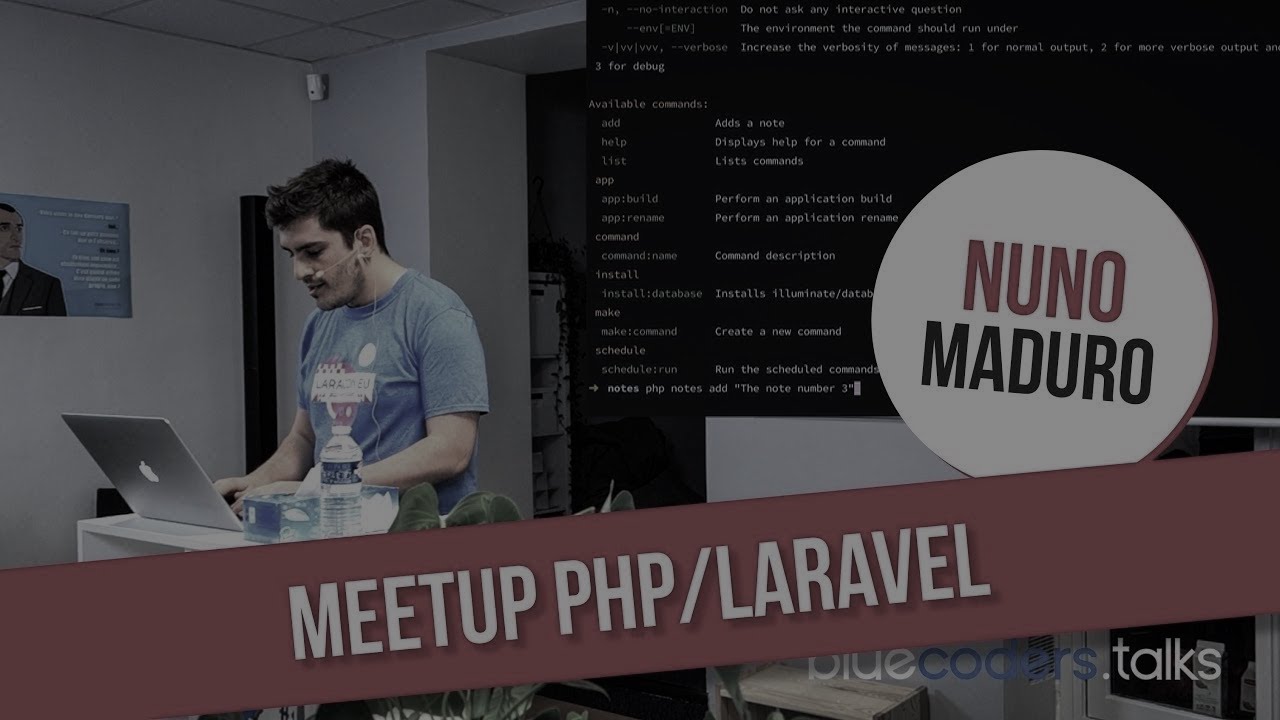 -n, --no-interaction  Do not ask any interactive question
--env[=ENV]  The environment the command should run under
-v|vv|vvv, --verbose  Increase the verbosity of messages: 1 for normal output, 2 for more verbose output an
3 for debug
Available commands:
add  Adds a note
help  Displays help for a command
list  Lists commands
app
app:build  Perform an application build
app:rename  Perform an application rename
command
command:name  Command description
install
install:database  Installs illuminate/datab
make
make:command  Create a new command
schedule
schedule:run  Run the scheduled commands
➜ notes php notes add "The note number 3"
NUNO
MADURO
LARACON EU
MEETUP PHP/LARAVEL
bluecoders.talks